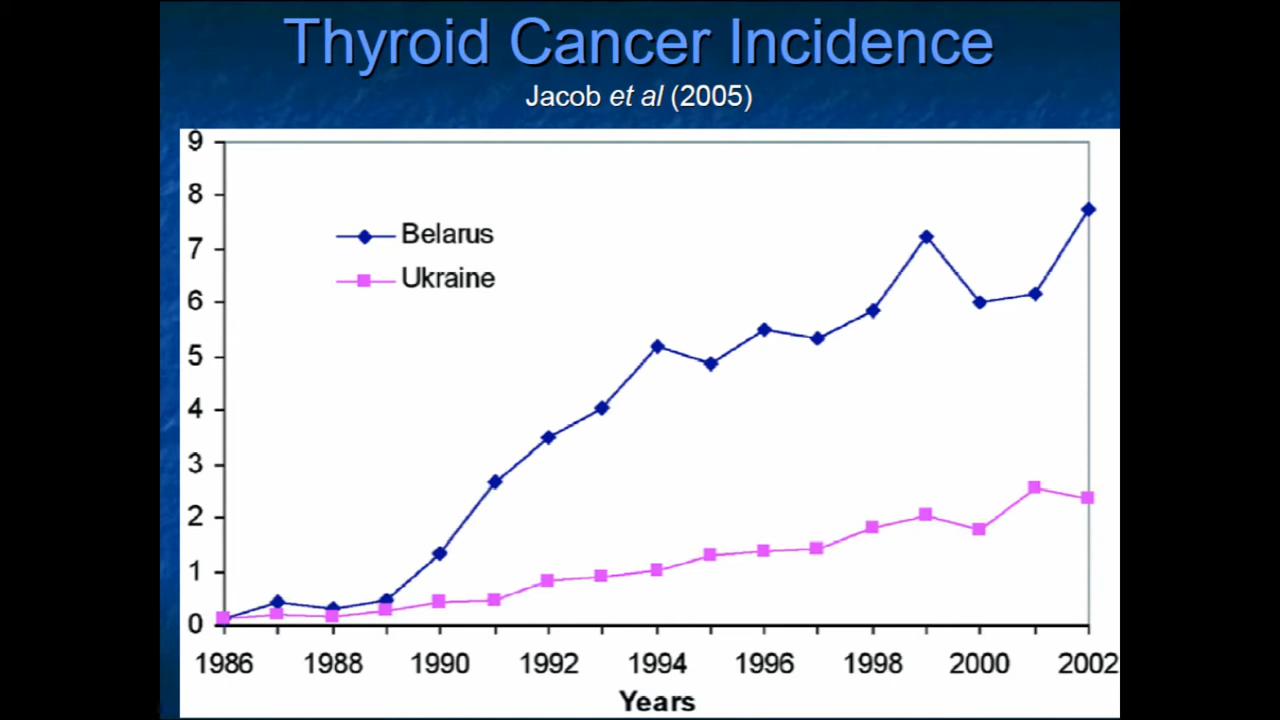 Thyroid Cancer Incidence
Jacob et al (2005)
9
8
7
6
5
4
3
2
1
0
Belarus
Ukraine
1986 1988 1990 1992 1994 1996 1998 2000 2002
Years